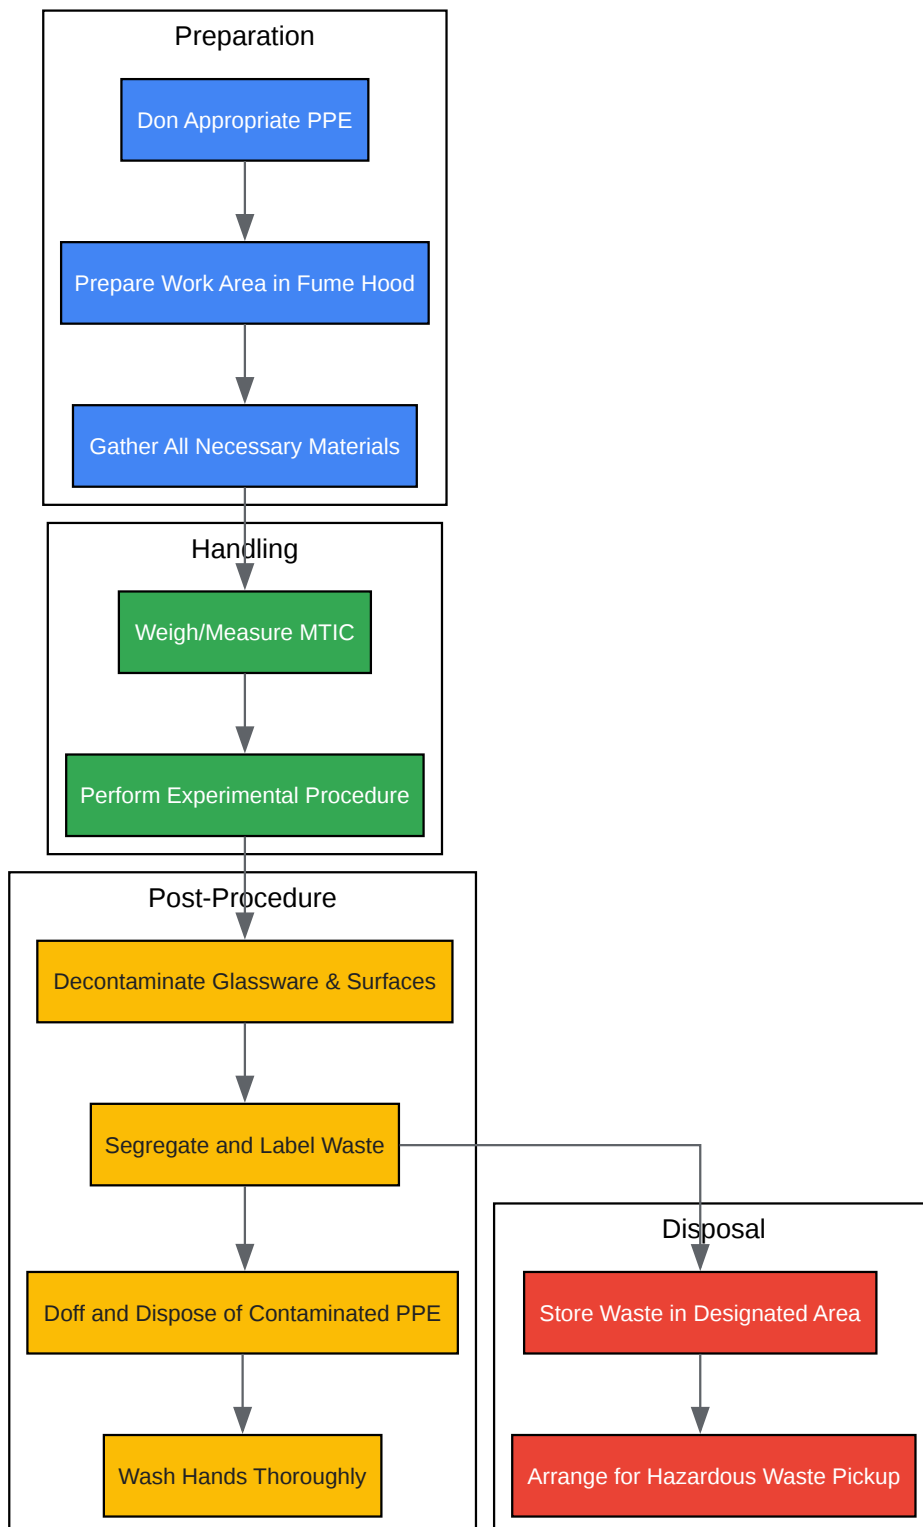 Preparation
Don Appropriate PPE
Prepare Work Area in Fume Hood
Gather All Necessary Materials
Handling
Weigh/Measure MTIC
Perform Experimental Procedure
Post-Procedure
Decontaminate Glassware & Surfaces
Segregate and Label Waste
Doff and Dispose of Contaminated PPE
Wash Hands Thoroughly
Disposal
Store Waste in Designated Area
Arrange for Hazardous Waste Pickup